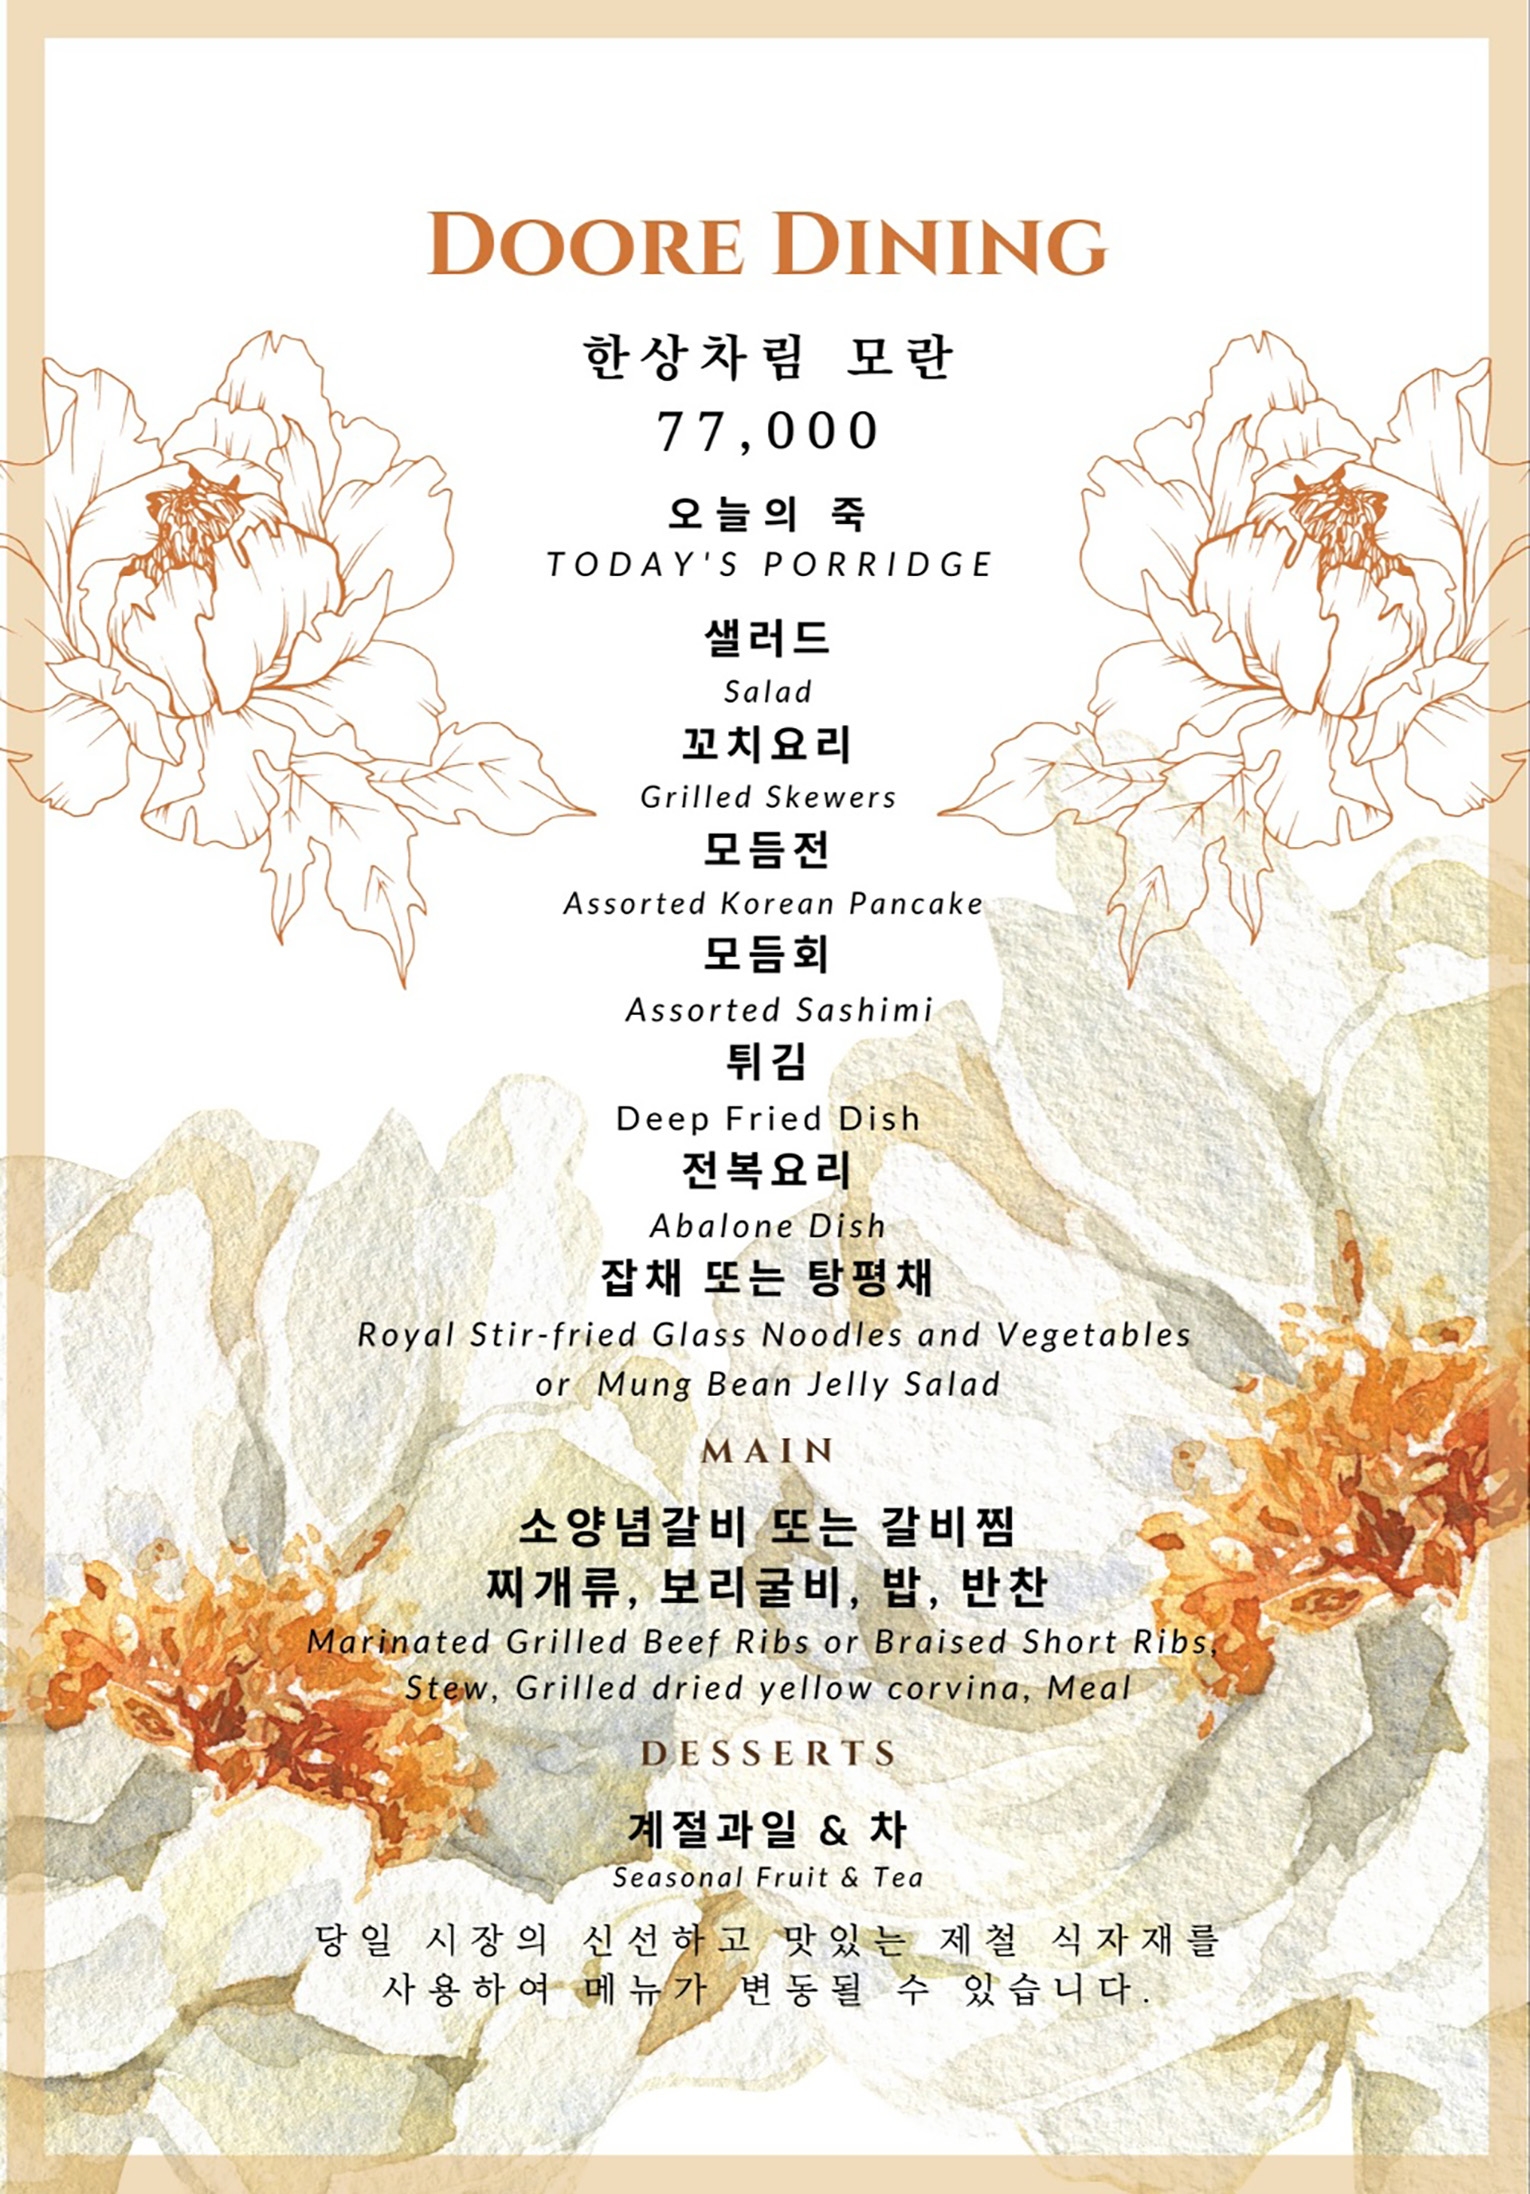 DOORE DINING
한상차림 모란
77,000
오늘의 죽
TODAY'S PORRIDGE
샐러드
Salad
꼬치요리
Grilled Skewers
모듬전
Assorted Korean Pancake
모듬회
Assorted Sashimi
튀김
Deep Fried Dish
전복요리
Abalone Dish
잡채 또는 탕평채
Royal Stir-fried Glass Noodles and Vegetables
or Mung Bean Jelly Salad
MAIN
소양념갈비 또는 갈비찜
찌개류, 보리굴비, 밥, 반찬
Marinated Grilled Beef Ribs or Braised Short Ribs,
Stew, Grilled dried yellow corvina, Meal
DESSERTS
계절과일 & 차
Seasonal Fruit & Tea
당일 시장의 신선하고 맛있는 제철 식자재를
사용하여 메뉴가 변동될 수 있습니다.